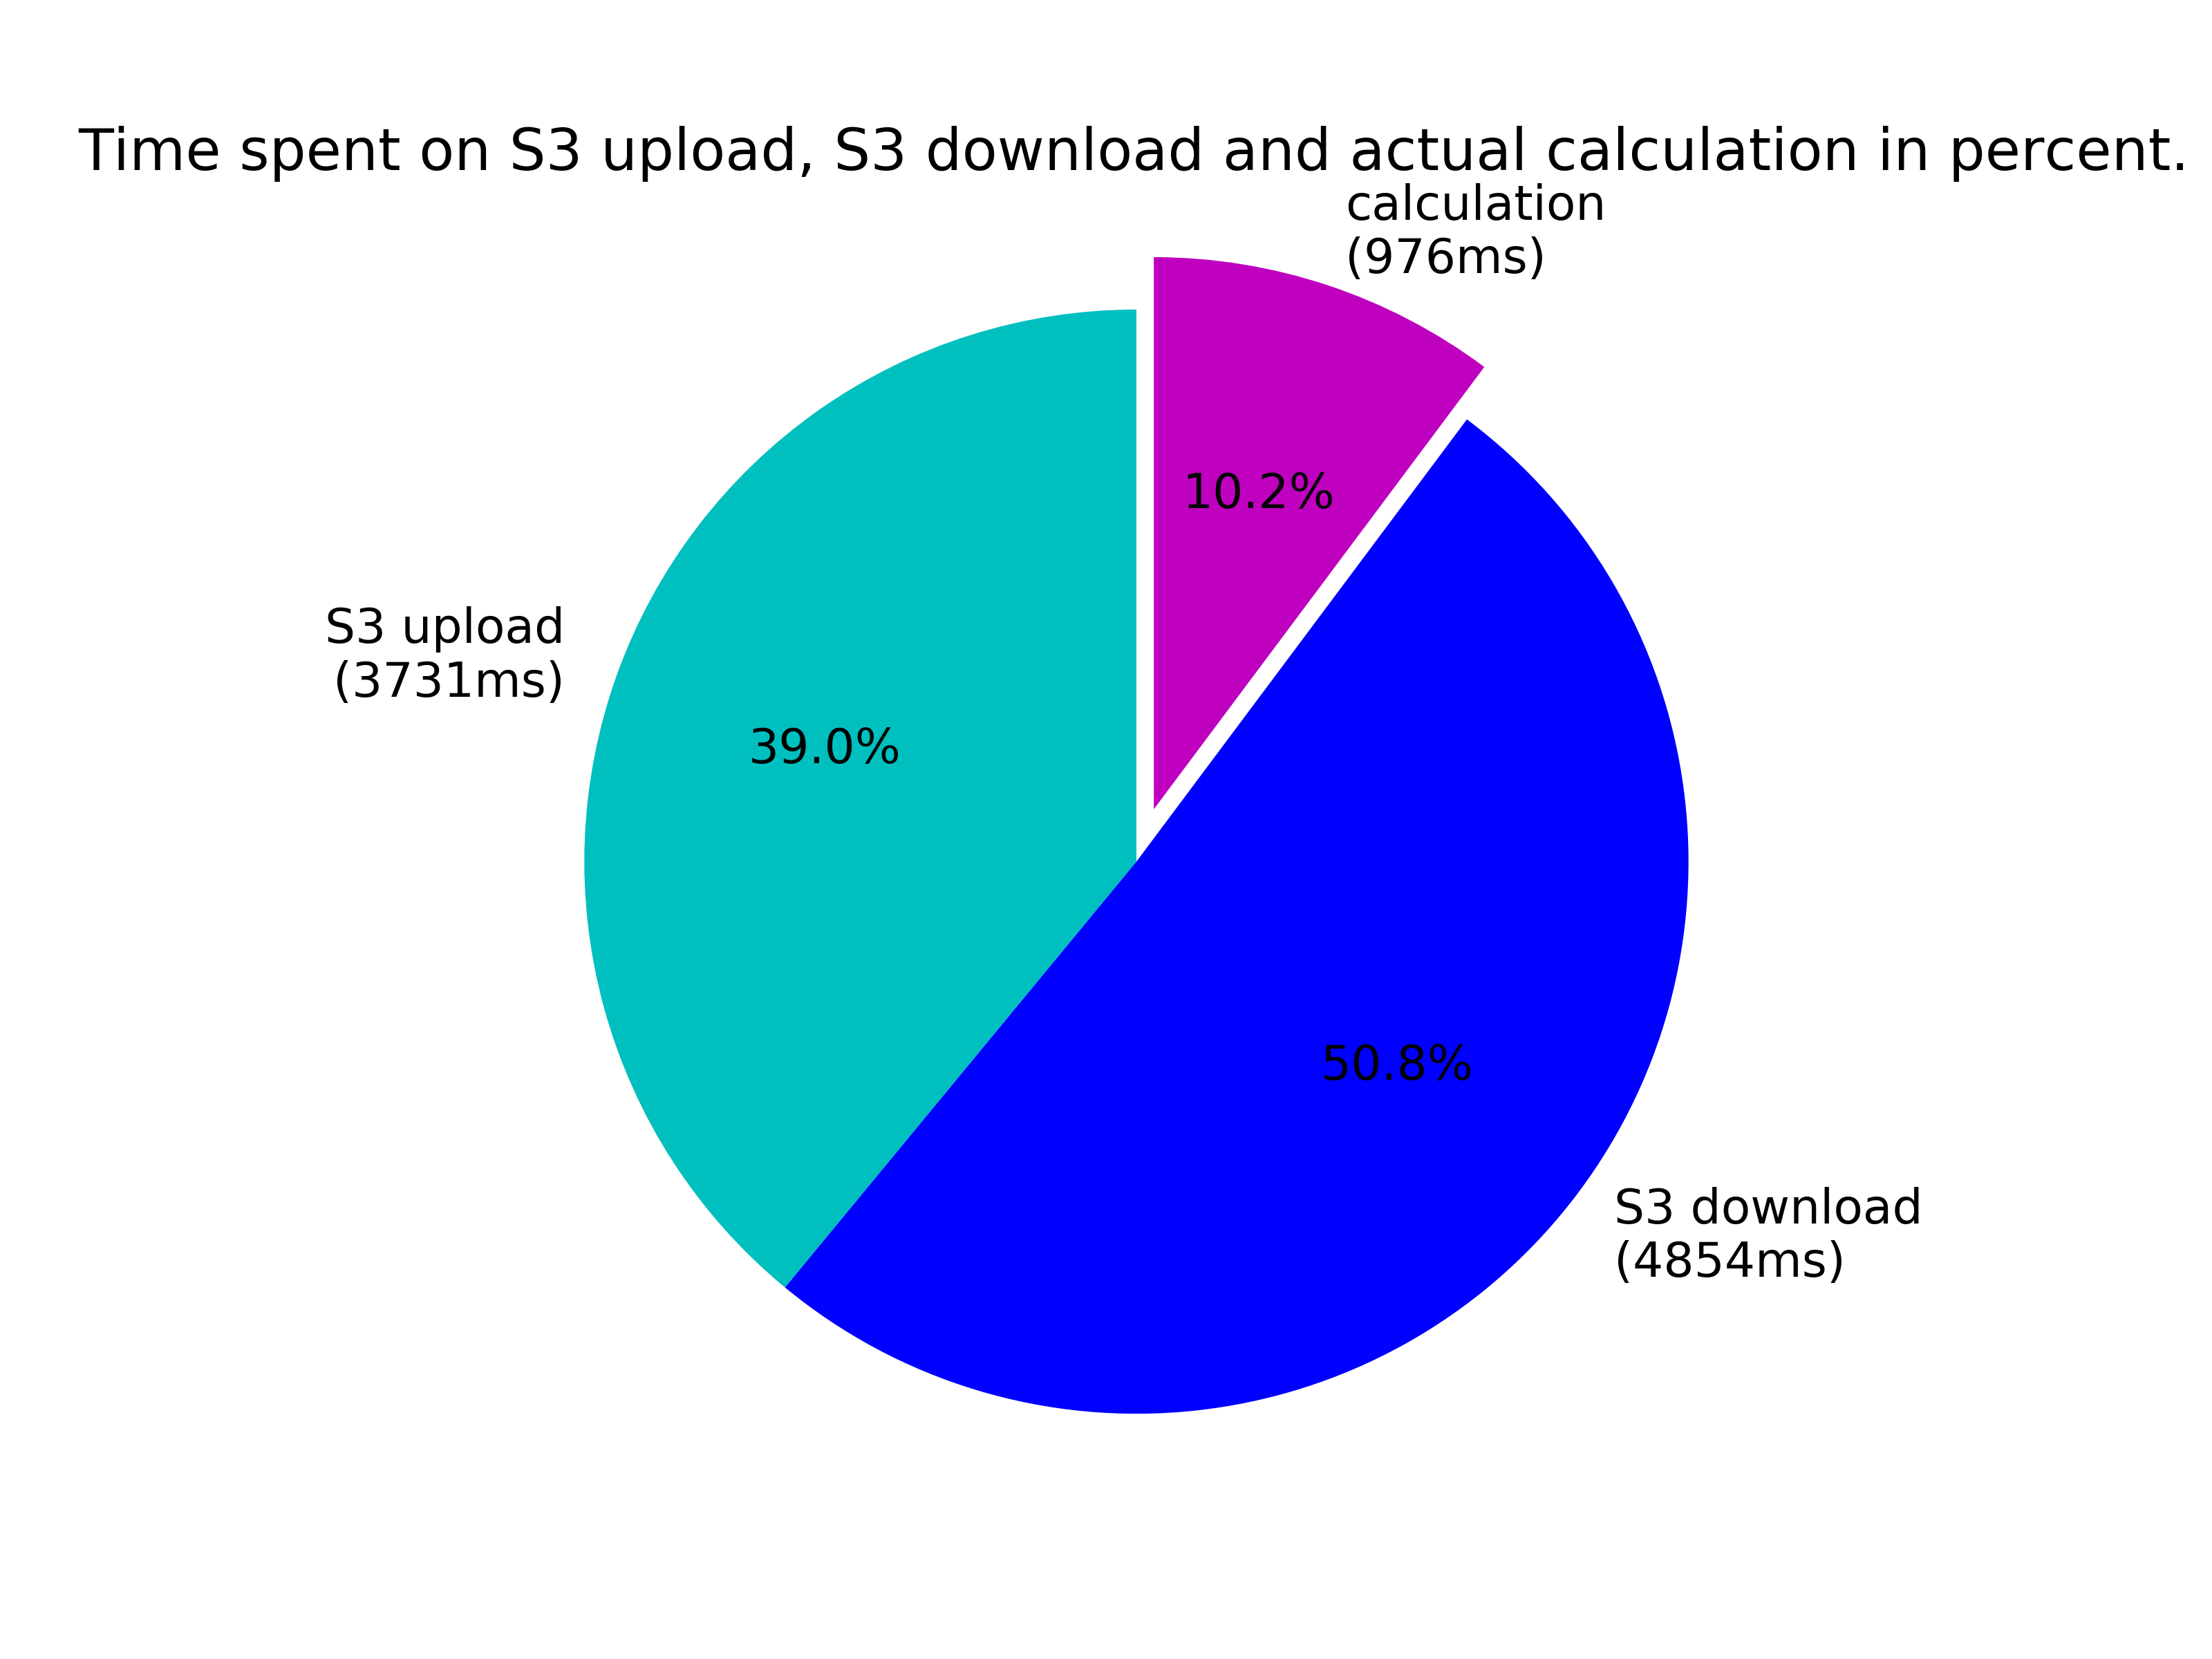 Time spent on S3 upload, S3 download and actual calculation in percent.
calculation
(976ms)
10.2%
S3 upload
(3731ms)
39.0%
50.8%
S3 download
(4854ms)